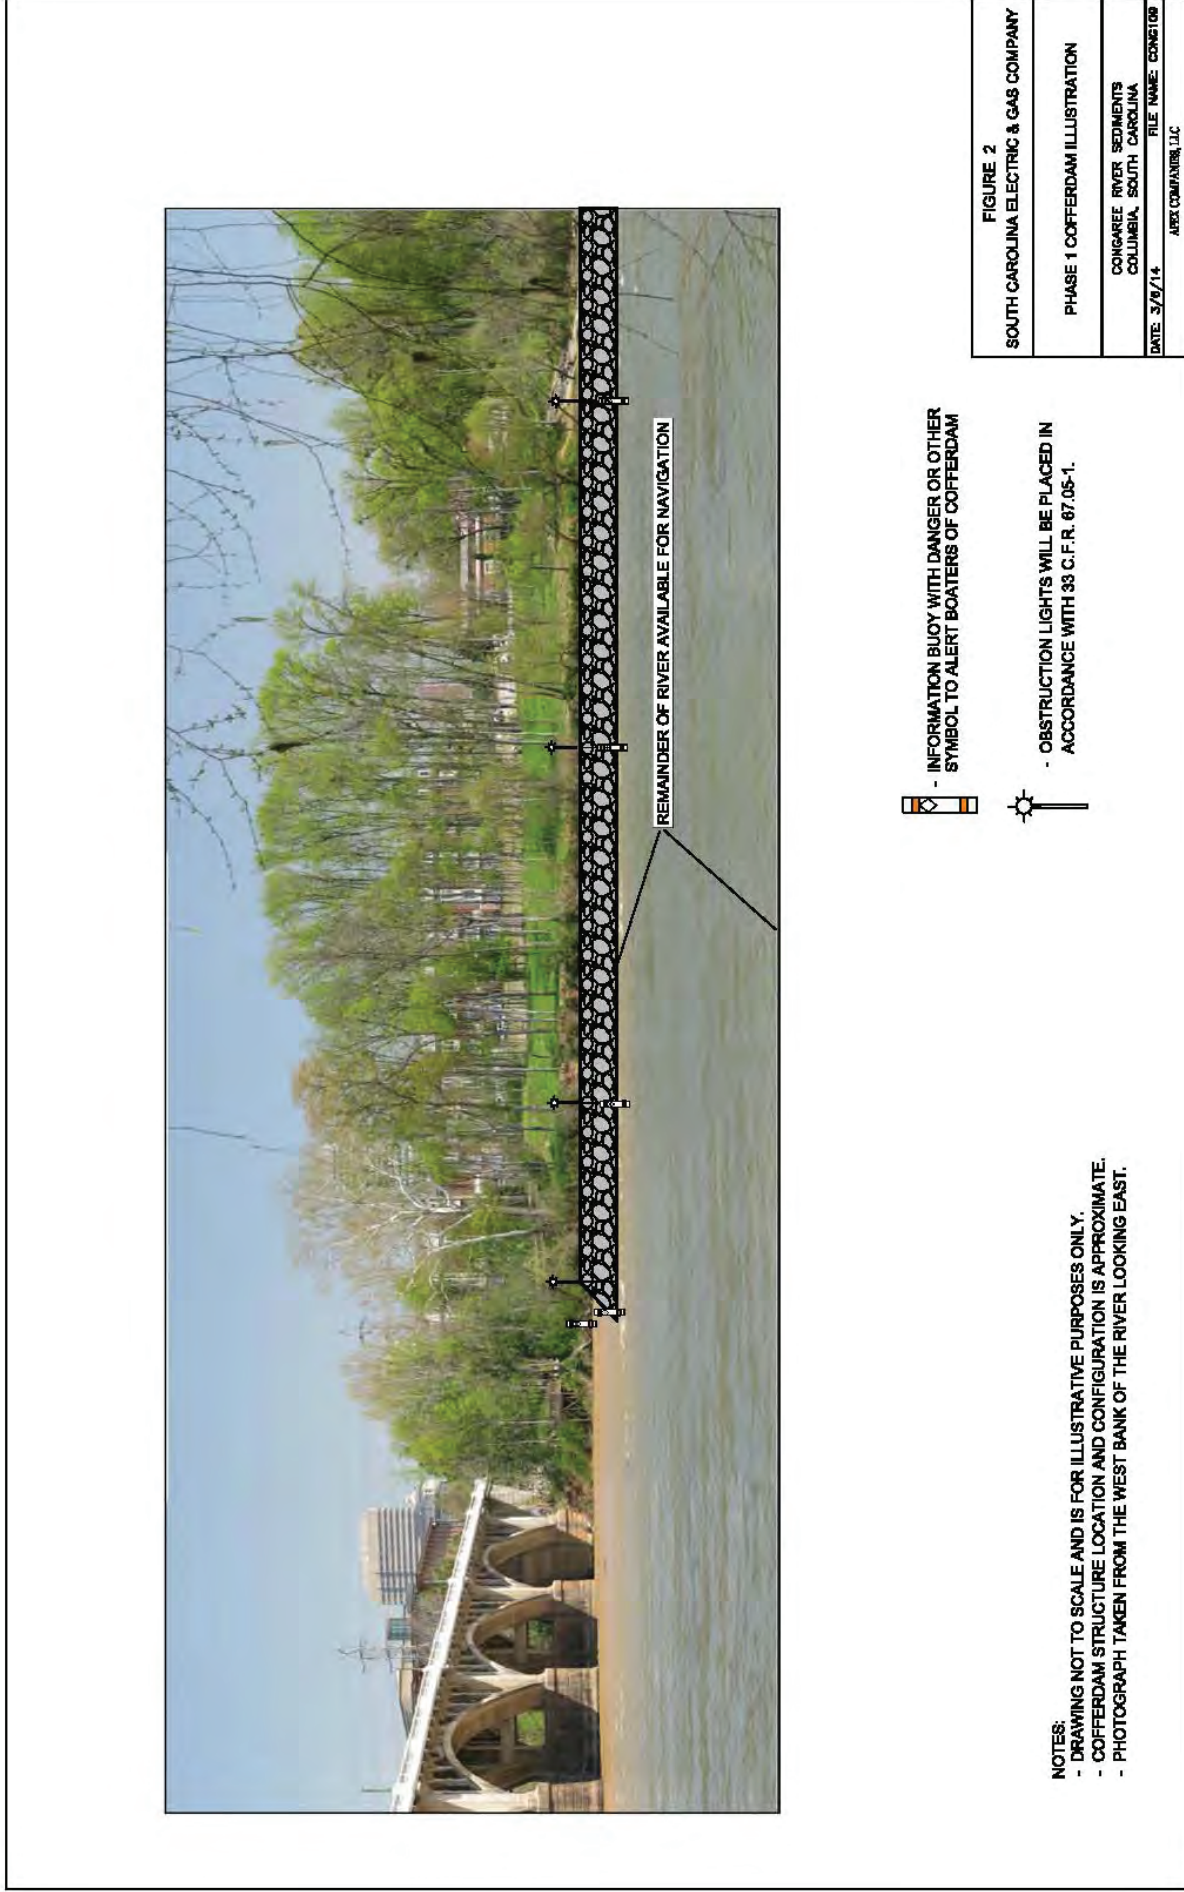 REMAINDER OF RIVER AVAILABLE FOR NAVIGATION
- INFORMATION BUOY WITH DANGER OR OTHER
SYMBOL TO ALERT BOATERS OF COFFERDAM
- OBSTRUCTION LIGHTS WILL BE PLACED IN
ACCORDANCE WITH 33 C.F.R. 67.05-1.
NOTES:
- DRAWING NOT TO SCALE AND IS FOR ILLUSTRATIVE PURPOSES ONLY.
- COFFERDAM STRUCTURE LOCATION AND CONFIGURATION IS APPROXIMATE.
- PHOTOGRAPH TAKEN FROM THE WEST BANK OF THE RIVER LOOKING EAST.
FIGURE 2
SOUTH CAROLINA ELECTRIC & GAS COMPANY
PHASE 1 COFFERDAM ILLUSTRATION
CONGAREE RIVER SEDIMENTS
COLUMBIA, SOUTH CAROLINA
DATE: 3/6/14 FILE NAME: CONG109
APEX COMPANIES, LLC